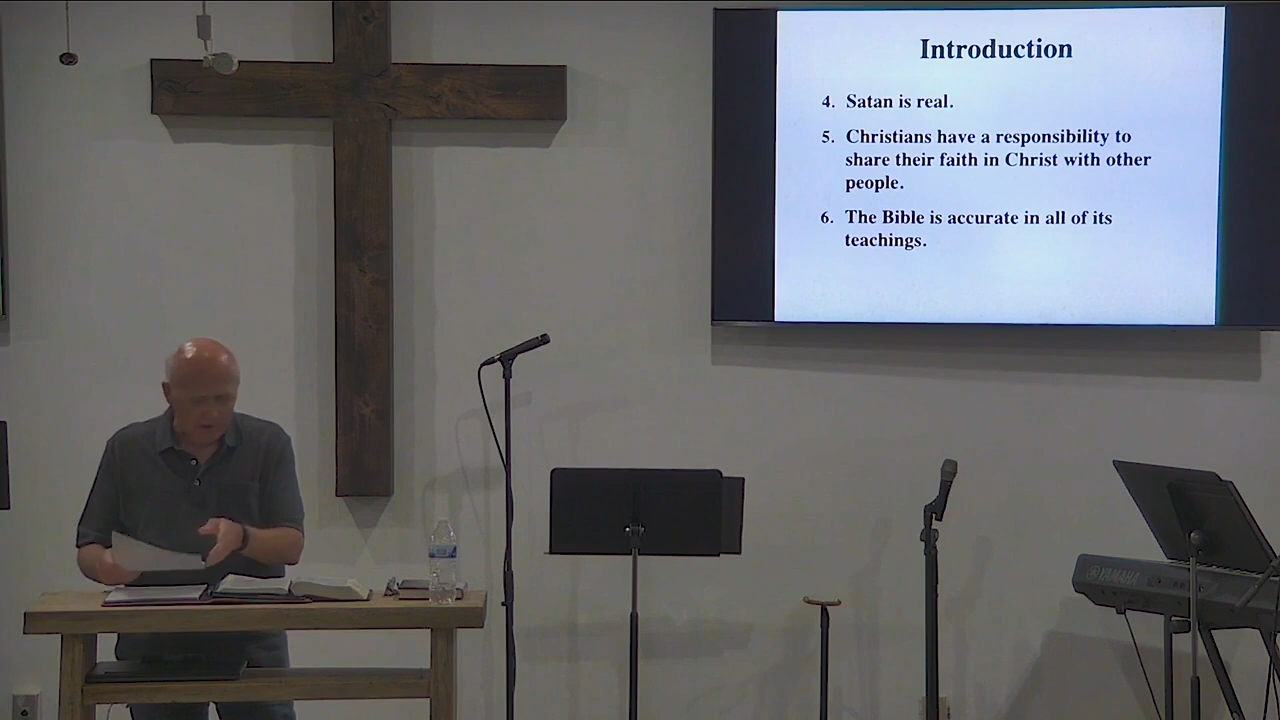 Introduction
4. Satan is real.
5. Christians have a responsibility to
share their faith in Christ with other
people.
6. The Bible is accurate in all of its
teachings.
YAMAHA